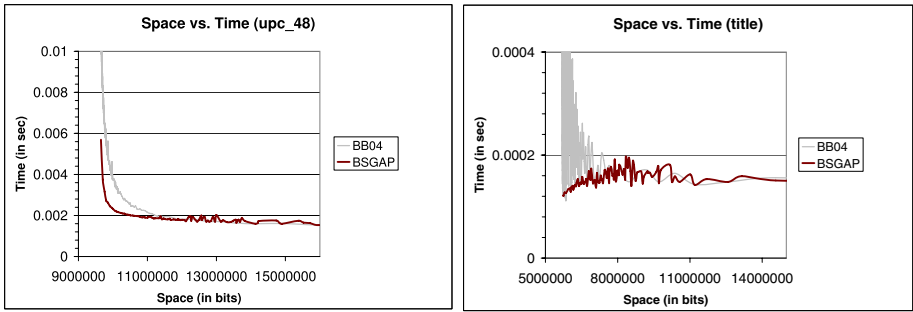 Space vs. Time (upc_48)
Time (in sec)
0.01
0.008
0.006
0.004
0.002
0
9000000 11000000 13000000 15000000
Space (in bits)
BB04
BSGAP
Space vs. Time (title)
Time (in sec)
0.0004
0.0002
0
5000000 8000000 11000000 14000000
Space (in bits)
BB04
BSGAP